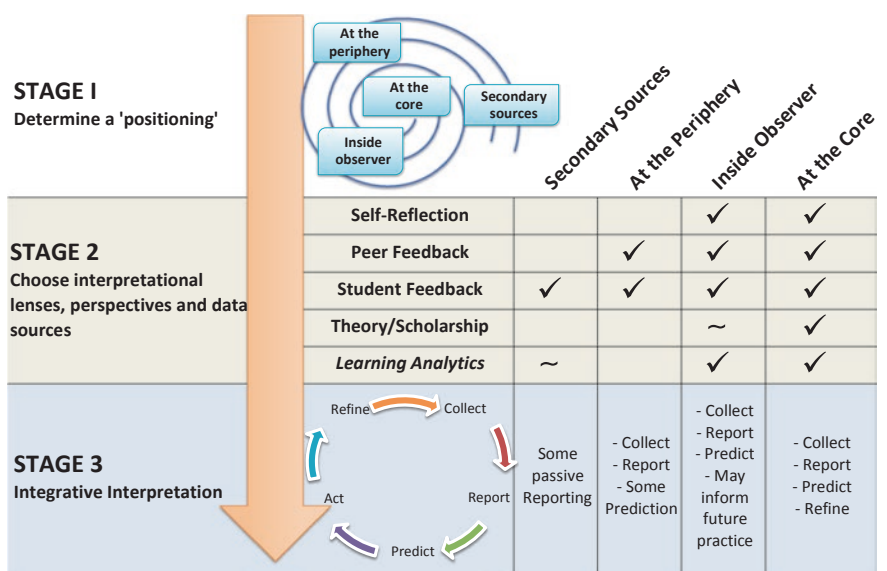 STAGE I
Determine a 'positioning'
At the
periphery
At the
core
Secondary
sources
Inside
observer
Secondary Sources
At the Periphery
Inside Observer
At the Core
STAGE 2
Choose interpretational
lenses, perspectives and data
sources
Self-Reflection ✓ ✓
Peer Feedback ✓ ✓ ✓
Student Feedback ✓ ✓ ✓ ✓
Theory/Scholarship ~ ✓
Learning Analytics ~ ✓ ✓
STAGE 3
Integrative Interpretation
Refine
Collect
Report
Predict
Act
Some
passive
Reporting
- Collect
- Report
- Some
Prediction
- Collect
- Report
- Predict
- May
inform
future
practice
- Collect
- Report
- Predict
- Refine